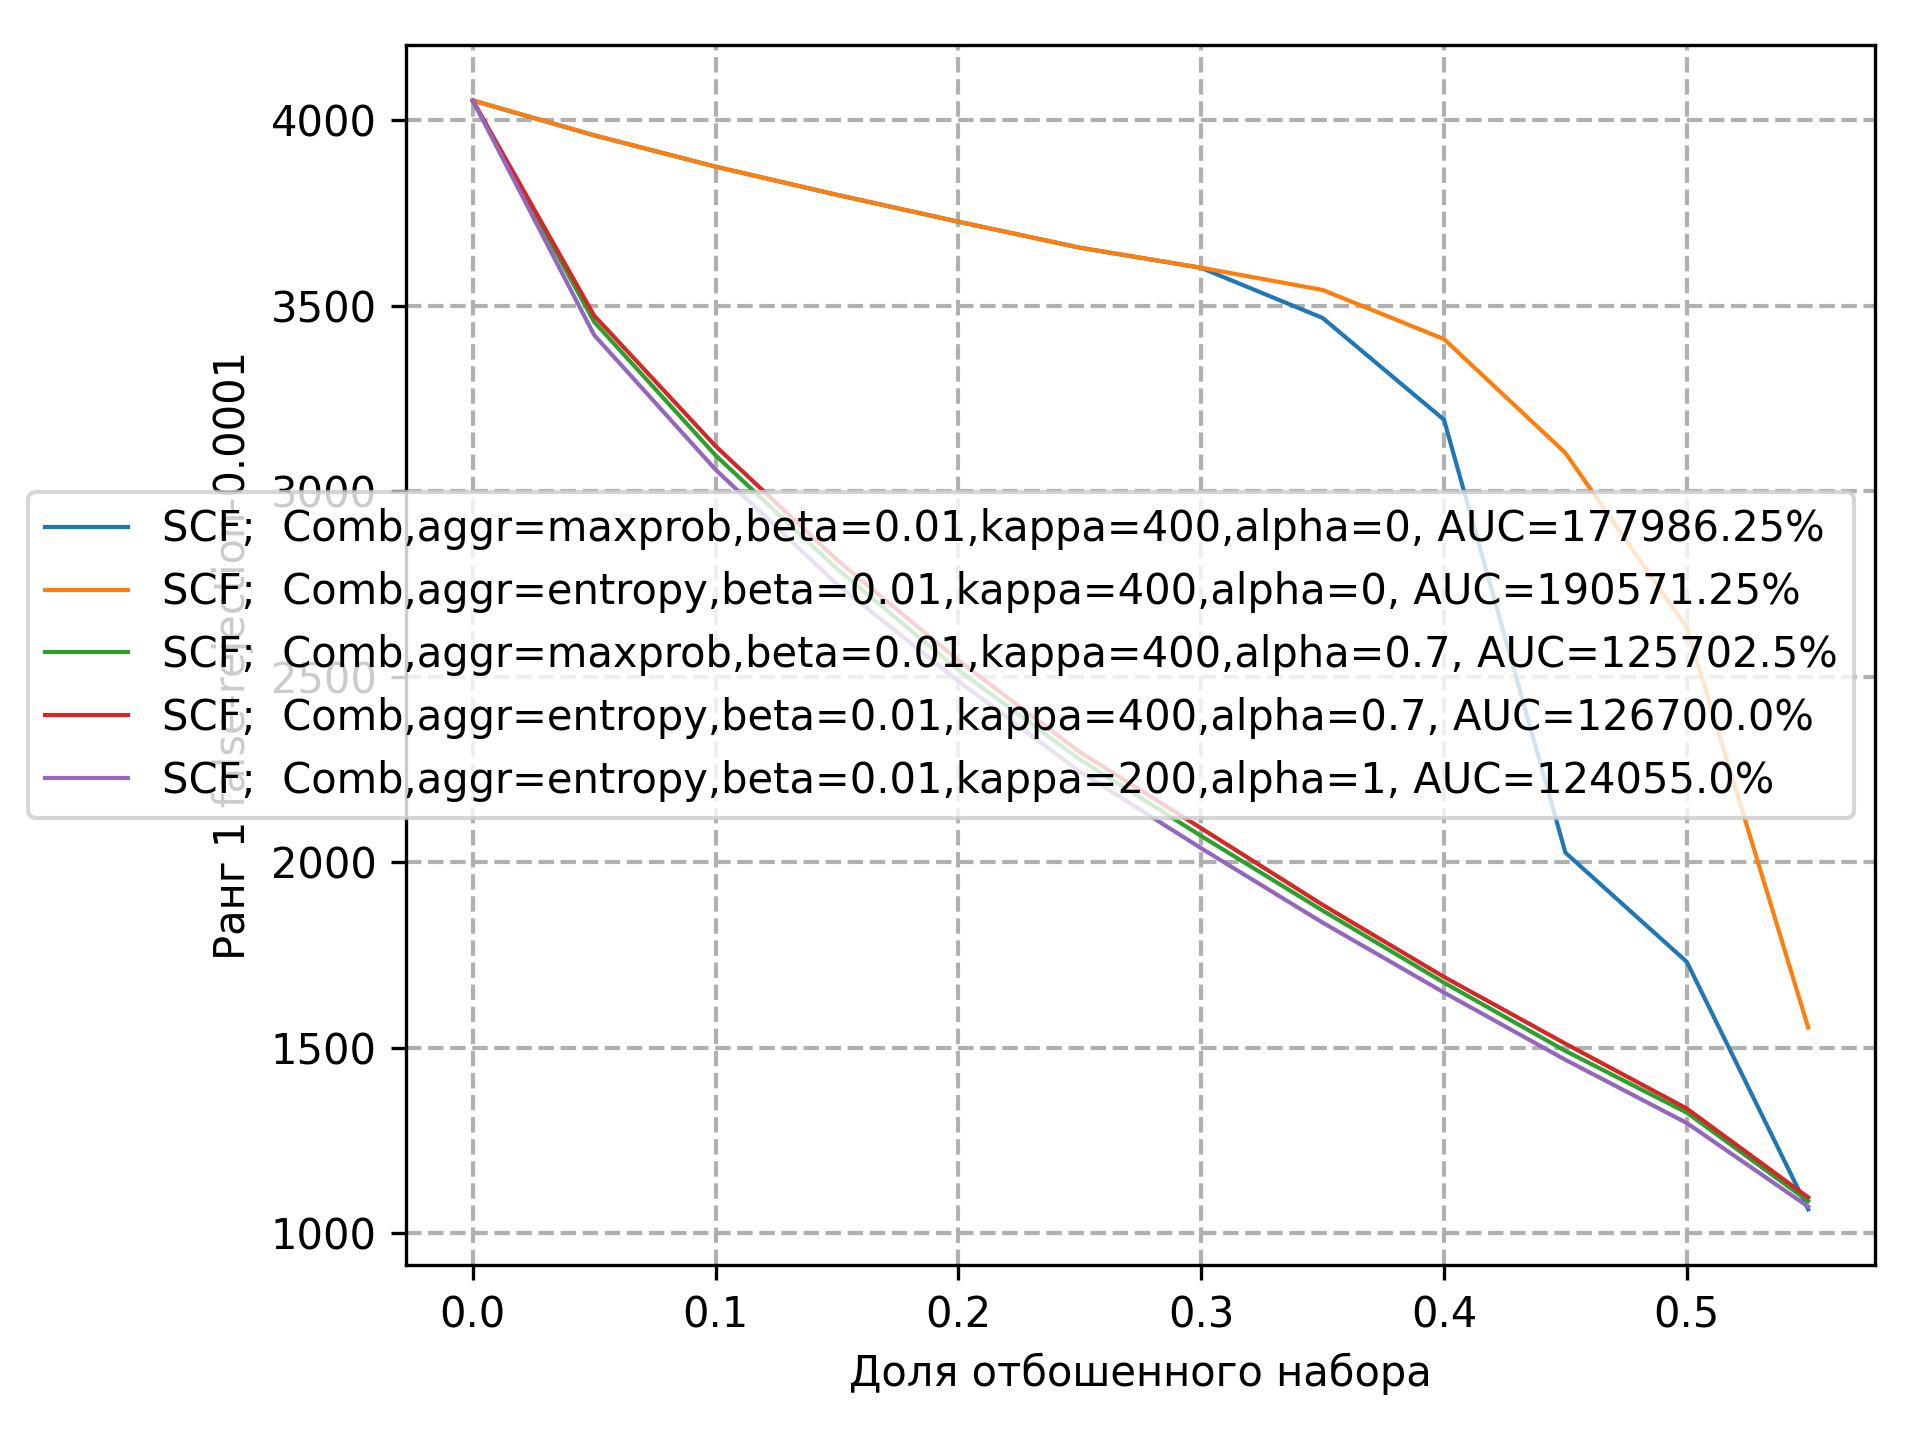 4000
3500
3000
2500
2000
1500
1000
Ранг 1 false-rejection-0.0001
SCF; Comb,aggr=maxprob,beta=0.01,kappa=400,alpha=0, AUC=177986.25%
SCF; Comb,aggr=entropy,beta=0.01,kappa=400,alpha=0, AUC=190571.25%
SCF; Comb,aggr=maxprob,beta=0.01,kappa=400,alpha=0.7, AUC=125702.5%
SCF; Comb,aggr=entropy,beta=0.01,kappa=400,alpha=0.7, AUC=126700.0%
SCF; Comb,aggr=entropy,beta=0.01,kappa=200,alpha=1, AUC=124055.0%
0.0 0.1 0.2 0.3 0.4 0.5
Доля отбошенного набора